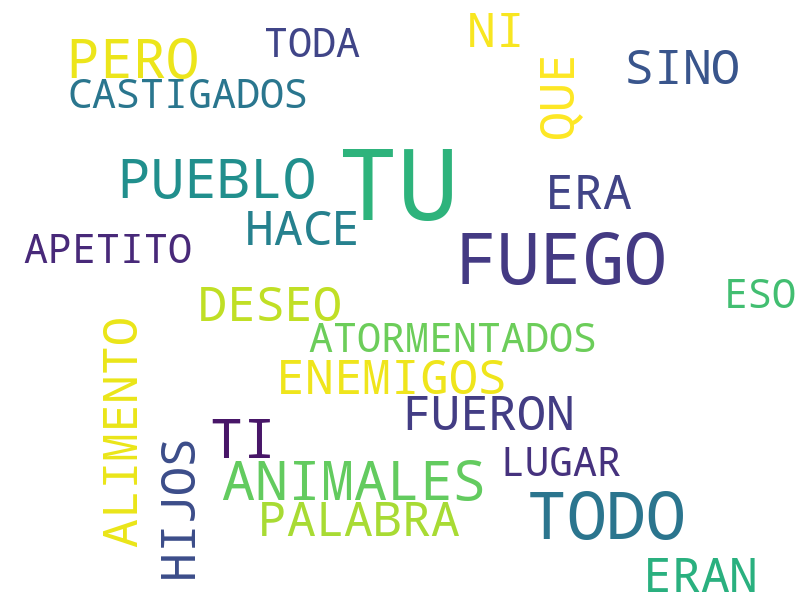 NI
TODA
PERO
SINO
QUE
CASTIGADOS
TU
PUEBLO
ERA
HACE
APETITO
FUEGO
ESO
DESEO
ATORMENTADOS
ENEMIGOS
ALIMENTO
FUERON
TI
LUGAR
HIJOS
ANIMALES
PALABRA
TODO
ERAN